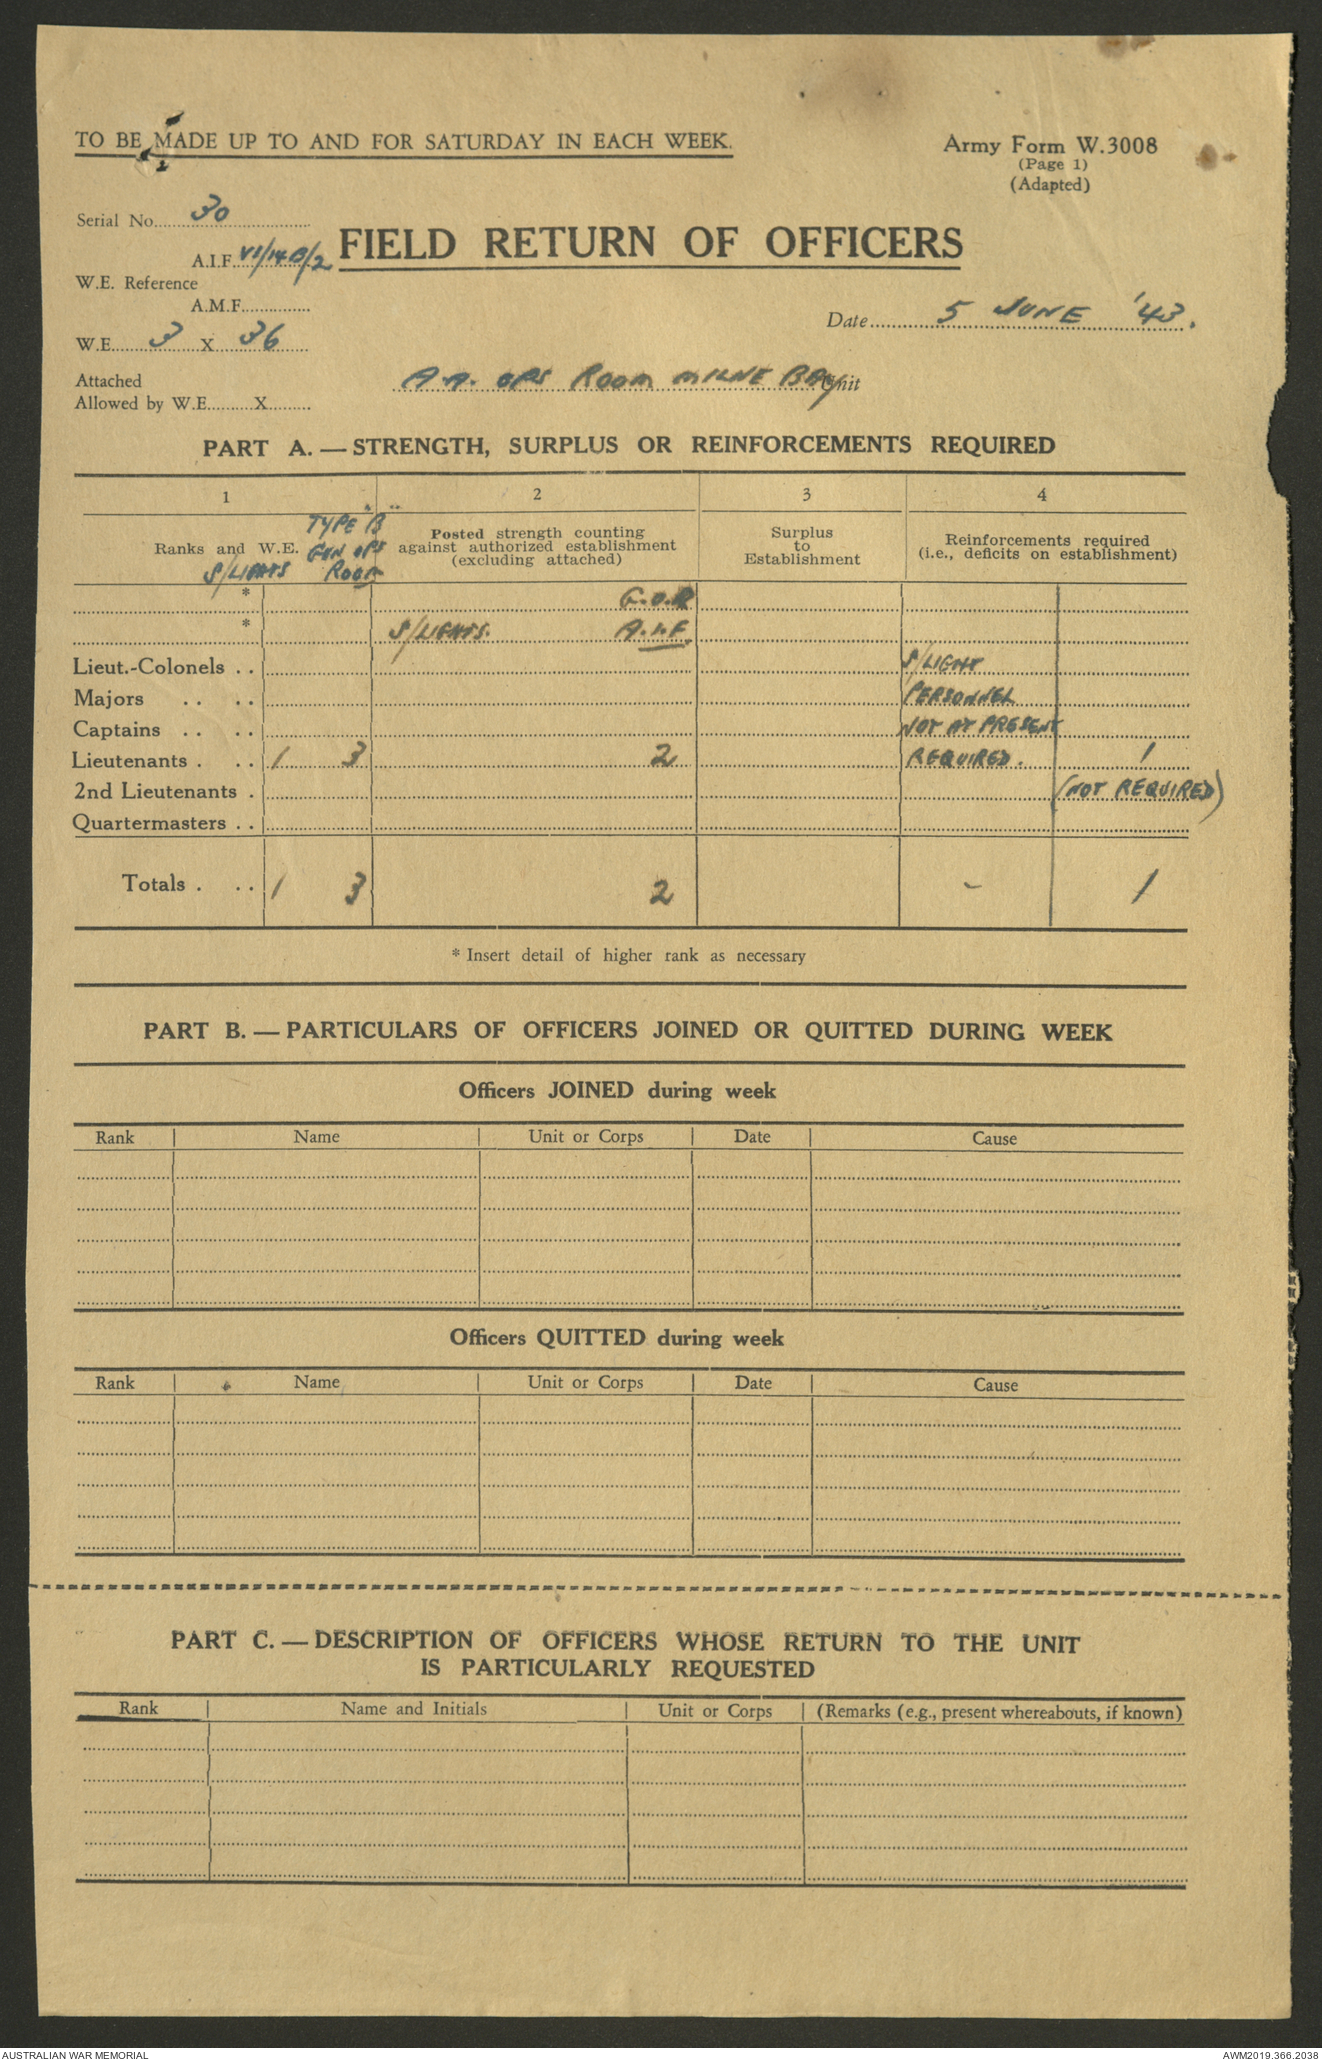 TO BE MADE UP TO AND FOR SATURDAY IN EACH WEEK.
Army Form W.3008
(Page 1)
(Adapted)
Serial No. 30
A.I.F. VI/14B/2
FIELD RETURN OF OFFICERS
W.E. Reference
A.M.F.
Date 5 JUNE '43.
W.E. 3 X 36
Attached
Allowed by W.E. X
A.A. OPS ROOM MILNE BAY Unit
PART A. — STRENGTH, SURPLUS OR REINFORCEMENTS REQUIRED
1 2 3 4
Ranks and W.E. S/LIGHTS TYPE B GUN OPS ROOM
Posted strength counting against authorized establishment (excluding attached)
Surplus to Establishment
Reinforcements required (i.e., deficits on establishment)
* G.O.R
* S/LIGHTS. A.I.F.
Lieut.-Colonels . . S/LIGHT
Majors . . . . PERSONNEL
Captains . . . . NOT AT PRESENT
Lieutenants . . . 1 3 2 REQUIRED. 1
2nd Lieutenants . (NOT REQUIRED)
Quartermasters . .
Totals . . . 1 3 2 - 1
* Insert detail of higher rank as necessary
PART B. — PARTICULARS OF OFFICERS JOINED OR QUITTED DURING WEEK
Officers JOINED during week
Rank Name Unit or Corps Date Cause
Officers QUITTED during week
Rank Name Unit or Corps Date Cause
PART C. — DESCRIPTION OF OFFICERS WHOSE RETURN TO THE UNIT
IS PARTICULARLY REQUESTED
Rank Name and Initials Unit or Corps (Remarks (e.g., present whereabouts, if known)
AUSTRALIAN WAR MEMORIAL
AWM2019.366.2038